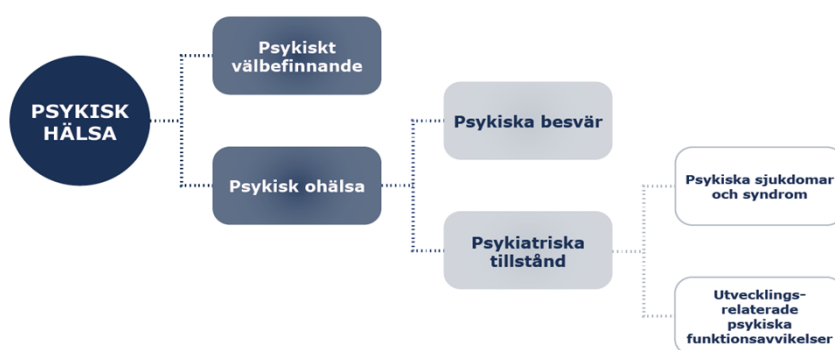 PSYKISK
HÄLSA
Psykiskt
välbefinnande
Psykisk ohälsa
Psykiska besvär
Psykiatriska
tillstånd
Psykiska sjukdomar
och syndrom
Utvecklings-
relaterade
psykiska
funktionsavvikelser